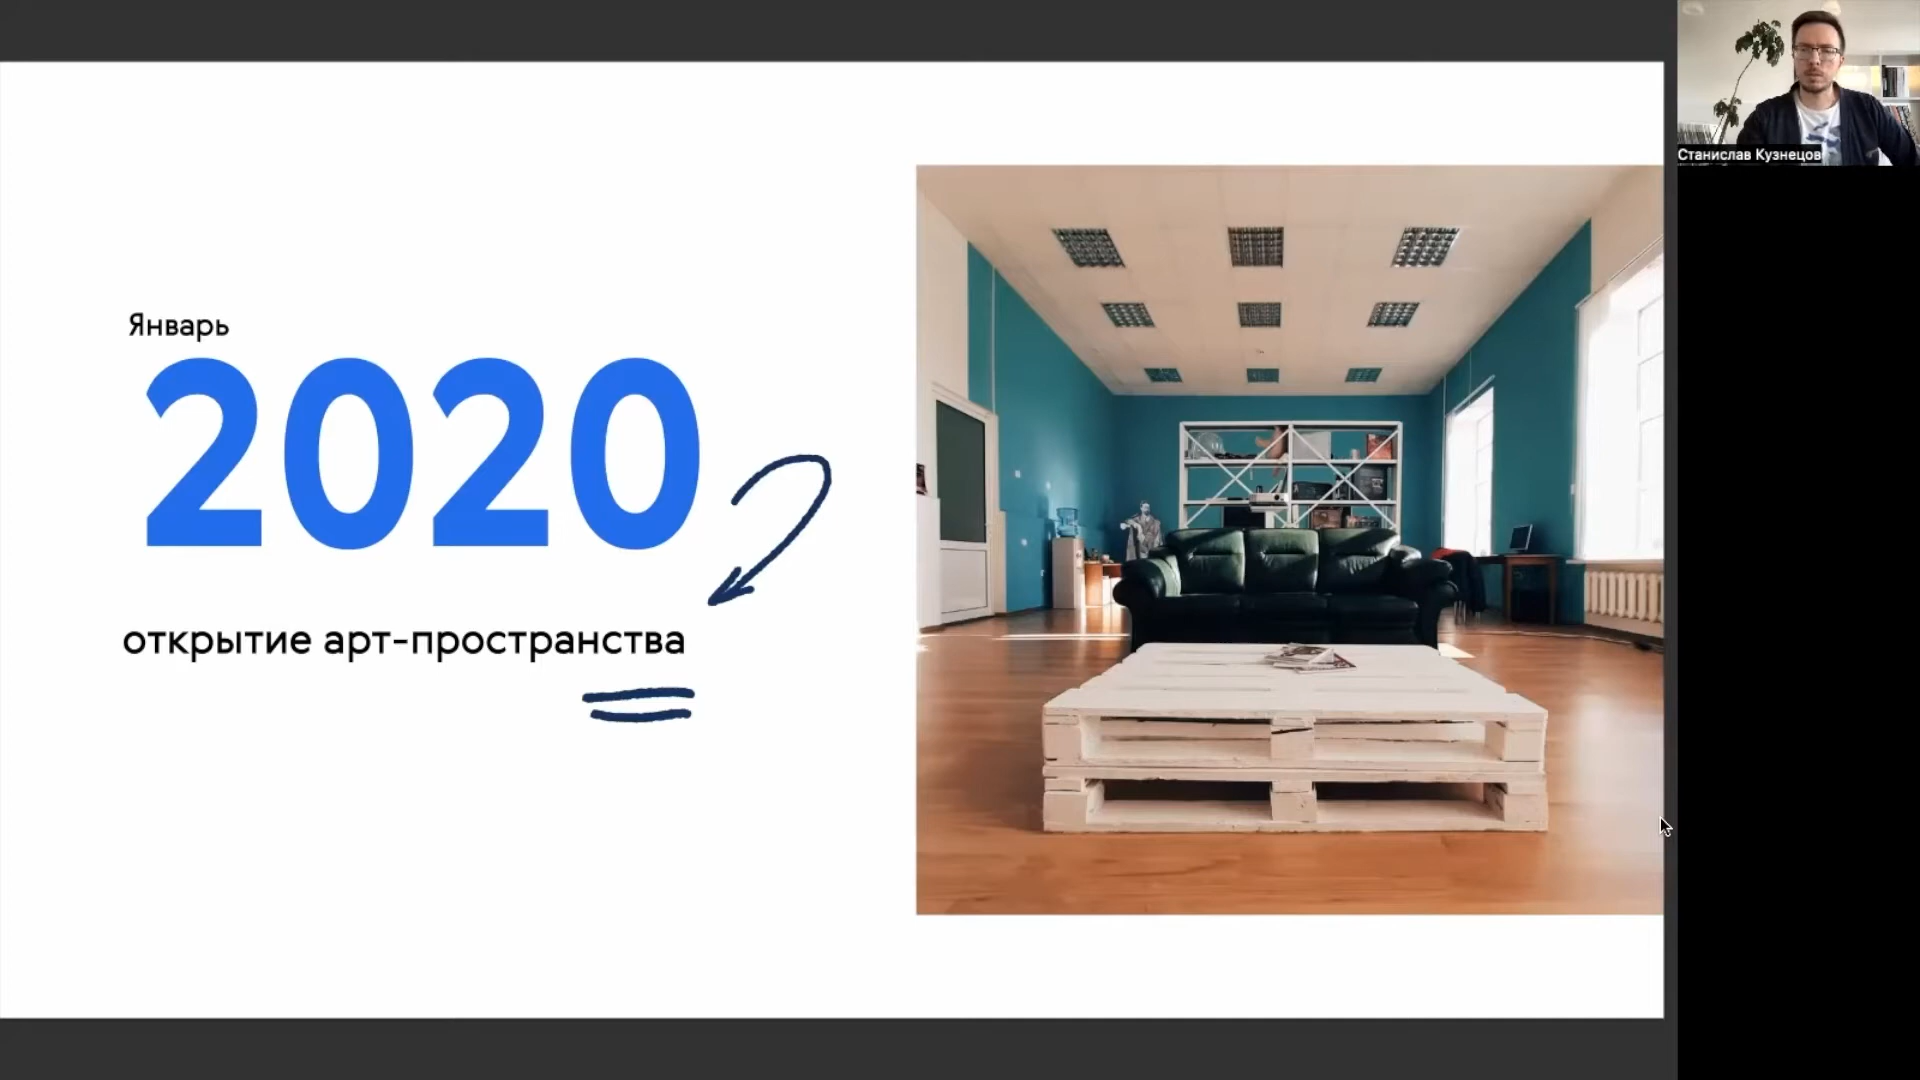 Январь
2020
открытие арт-пространства
Станислав Кузнецов